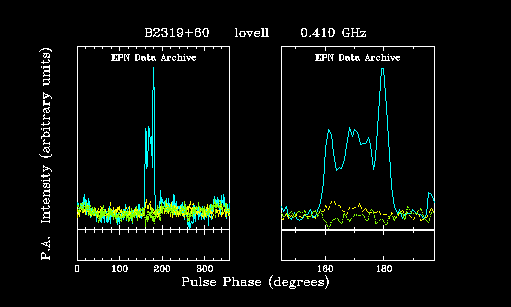 B2319+60 lovell 0.410 GHz
EPN Data Archive
EPN Data Archive
P.A. Intensity (arbitrary units)
0 100 200 300
160 180
Pulse Phase (degrees)